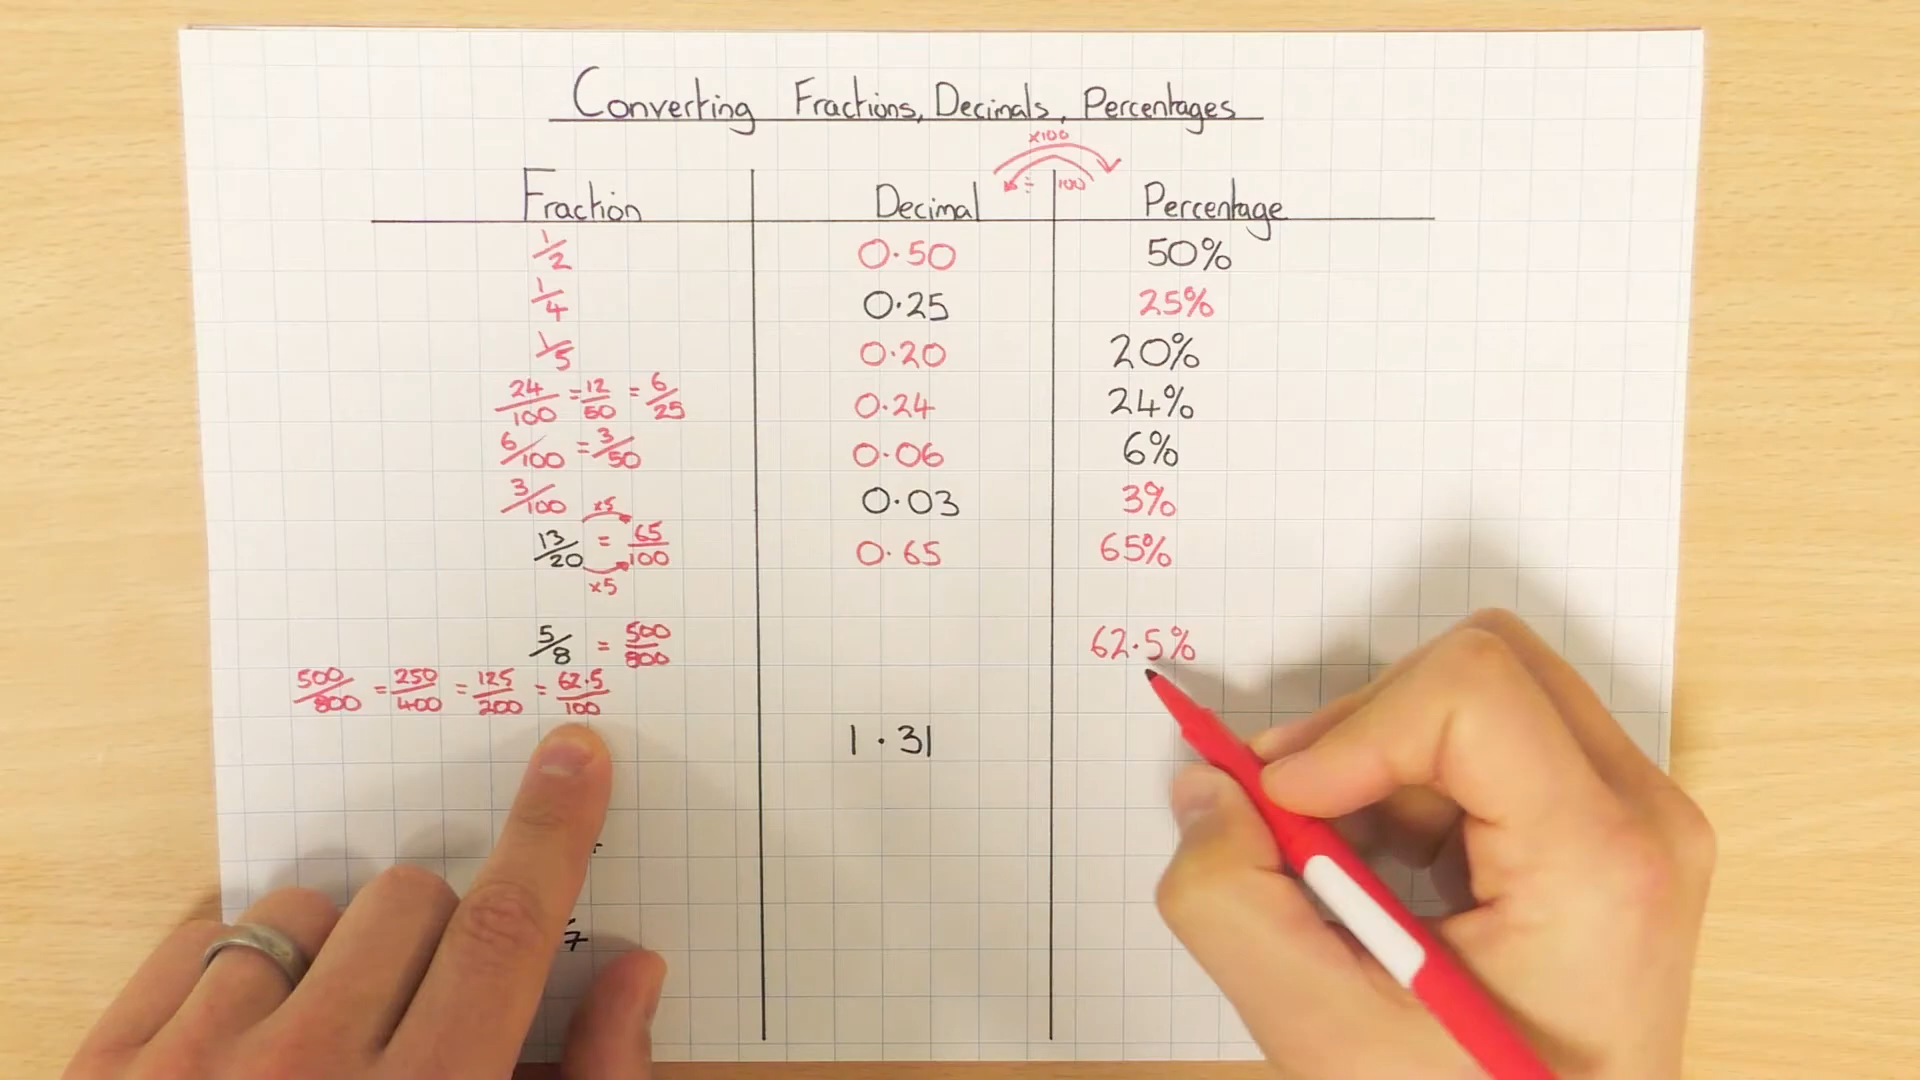 Converting Fractions, Decimals, Percentages
×100
÷ 100
Fraction Decimal Percentage
1/2 0.50 50%
1/4 0.25 25%
1/5 0.20 20%
24/100 = 12/50 = 6/25 0.24 24%
6/100 = 3/50 0.06 6%
3/100 0.03 3%
×5
13/20 = 65/100 0.65 65%
×5
5/8 = 500/800 62.5%
500/800 = 250/400 = 125/200 = 62.5/100
1.31
7